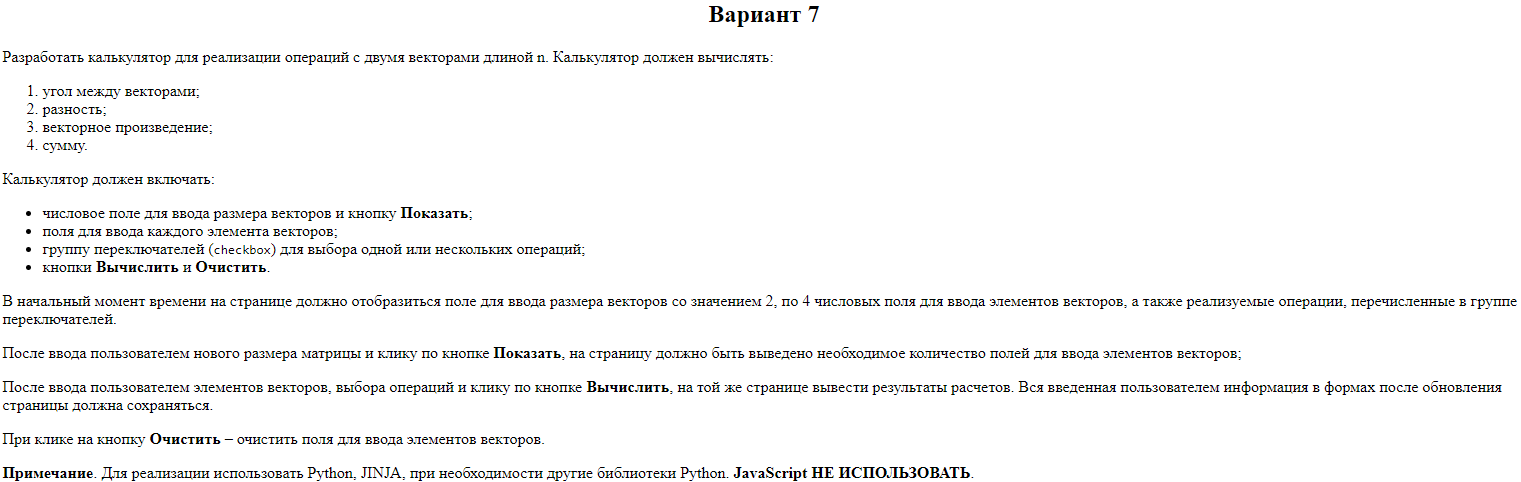 Вариант 7
Разработать калькулятор для реализации операций с двумя векторами длиной n. Калькулятор должен вычислять:
1. угол между векторами;
2. разность;
3. векторное произведение;
4. сумму.
Калькулятор должен включать:
• числовое поле для ввода размера векторов и кнопку Показать;
• поля для ввода каждого элемента векторов;
• группу переключателей (checkbox) для выбора одной или нескольких операций;
• кнопки Вычислить и Очистить.
В начальный момент времени на странице должно отобразиться поле для ввода размера векторов со значением 2, по 4 числовых поля для ввода элементов векторов, а также реализуемые операции, перечисленные в группе
переключателей.
После ввода пользователем нового размера матрицы и клику по кнопке Показать, на страницу должно быть выведено необходимое количество полей для ввода элементов векторов;
После ввода пользователем элементов векторов, выбора операций и клику по кнопке Вычислить, на той же странице вывести результаты расчетов. Вся введенная пользователем информация в формах после обновления
страницы должна сохраняться.
При клике на кнопку Очистить – очистить поля для ввода элементов векторов.
Примечание. Для реализации использовать Python, JINJA, при необходимости другие библиотеки Python. JavaScript НЕ ИСПОЛЬЗОВАТЬ.